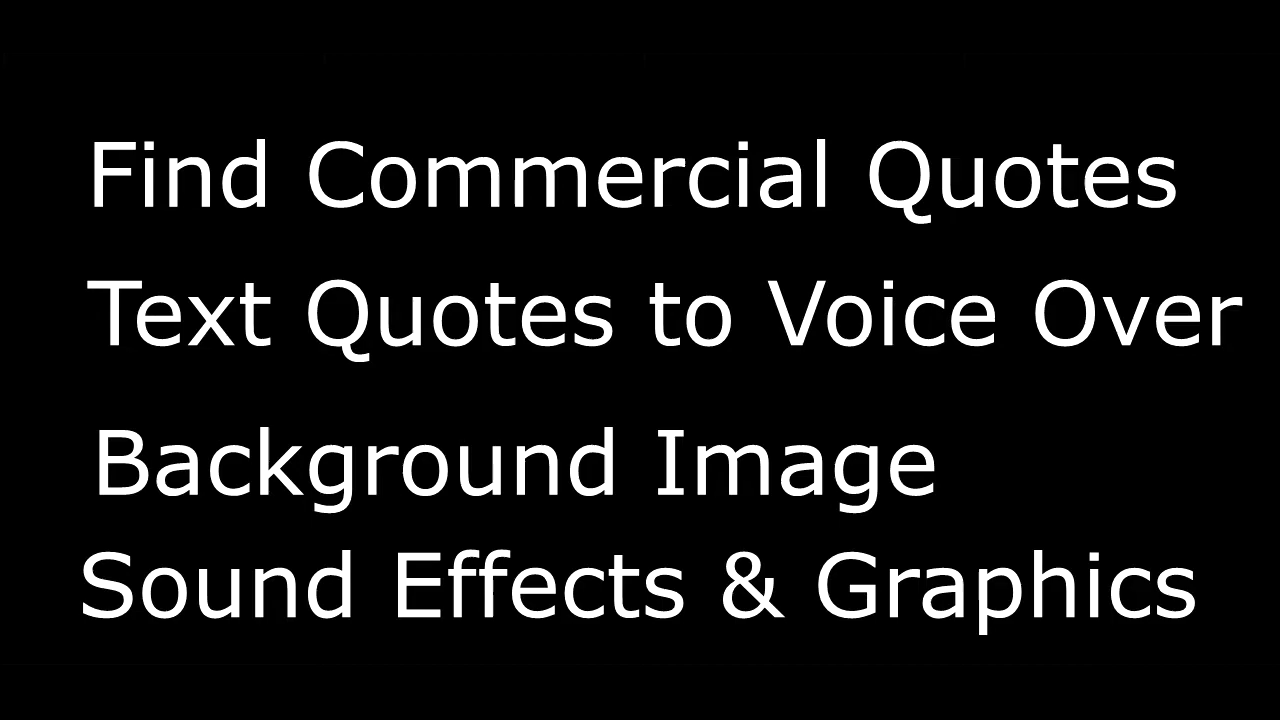 Find Commercial Quotes
Text Quotes to Voice Over
Background Image
Sound Effects & Graphics